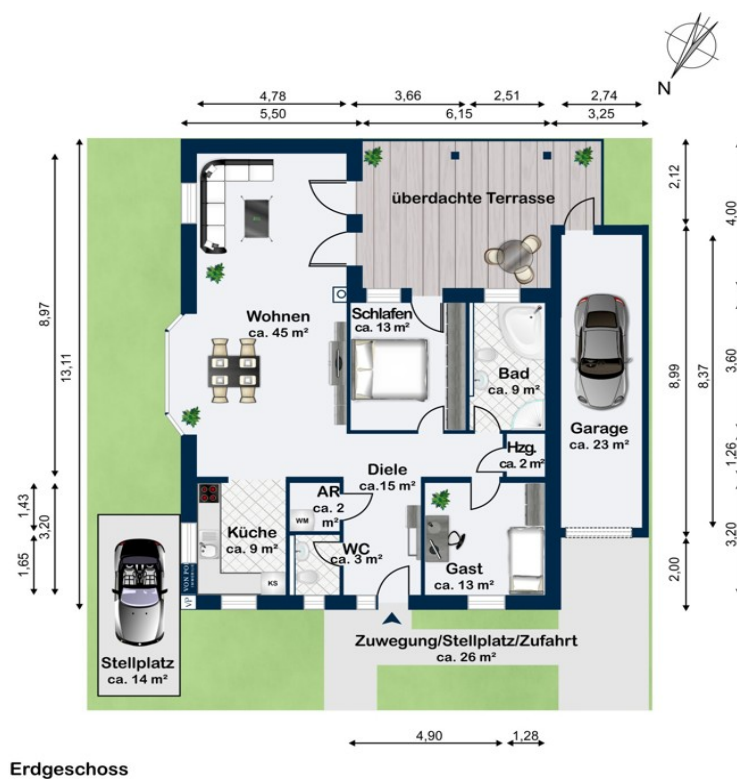 N
4,78
3,66
2,51
2,74
5,50
6,15
3,25
2,12
4,00
8,97
13,11
8,99
8,37
3,60
1,26
3,20
1,43
3,20
1,65
2,00
überdachte Terrasse
Wohnen
ca. 45 m²
Schlafen
ca. 13 m²
Bad
ca. 9 m²
Garage
ca. 23 m²
Hzg.
ca. 2 m²
Diele
ca.15 m²
AR
ca. 2
m²
WM
Küche
ca. 9 m²
WC
ca. 3 m²
Gast
ca. 13 m²
KS
VP
Stellplatz
ca. 14 m²
Zuwegung/Stellplatz/Zufahrt
ca. 26 m²
4,90
1,28
Erdgeschoss